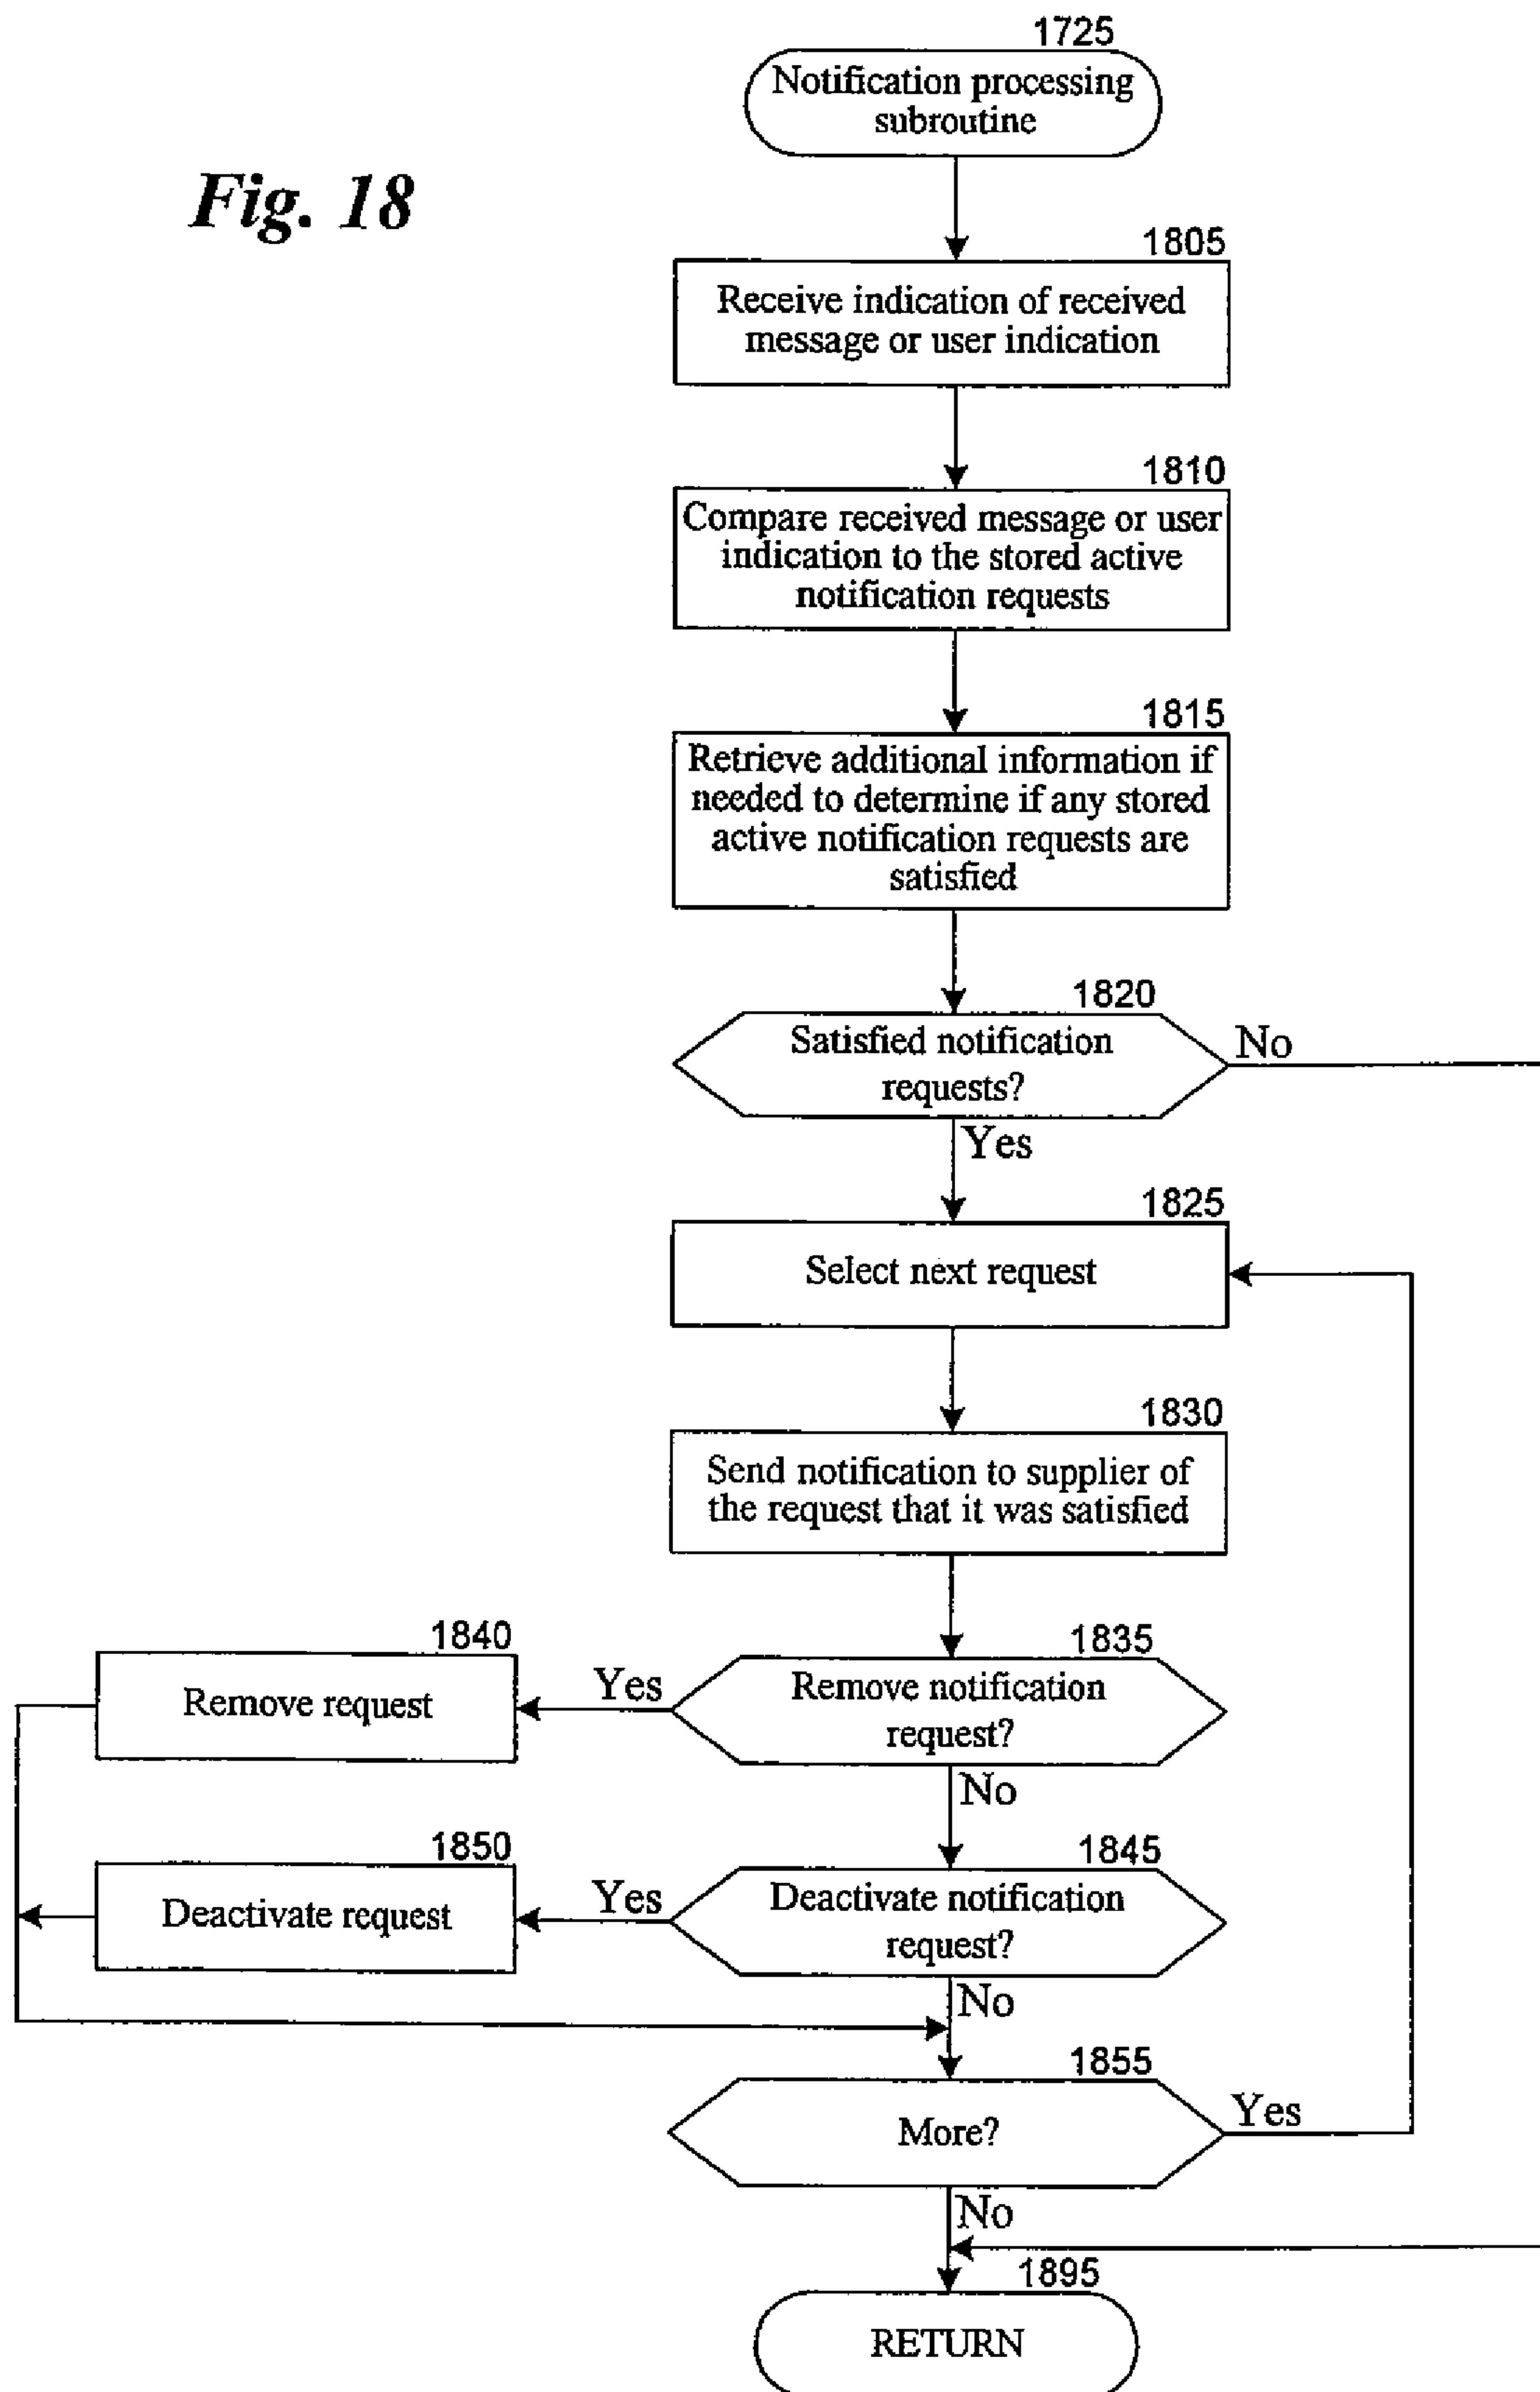 1725
Notification processing
subroutine
Fig. 18
1805
Receive indication of received
message or user indication
1810
Compare received message or user
indication to the stored active
notification requests
1815
Retrieve additional information if
needed to determine if any stored
active notification requests are
satisfied
1820
Satisfied notification
requests?
No
Yes
1825
Select next request
1830
Send notification to supplier of
the request that it was satisfied
1840
Remove request
Yes
1835
Remove notification
request?
No
1850
Deactivate request
Yes
1845
Deactivate notification
request?
No
1855
More?
Yes
No
1895
RETURN